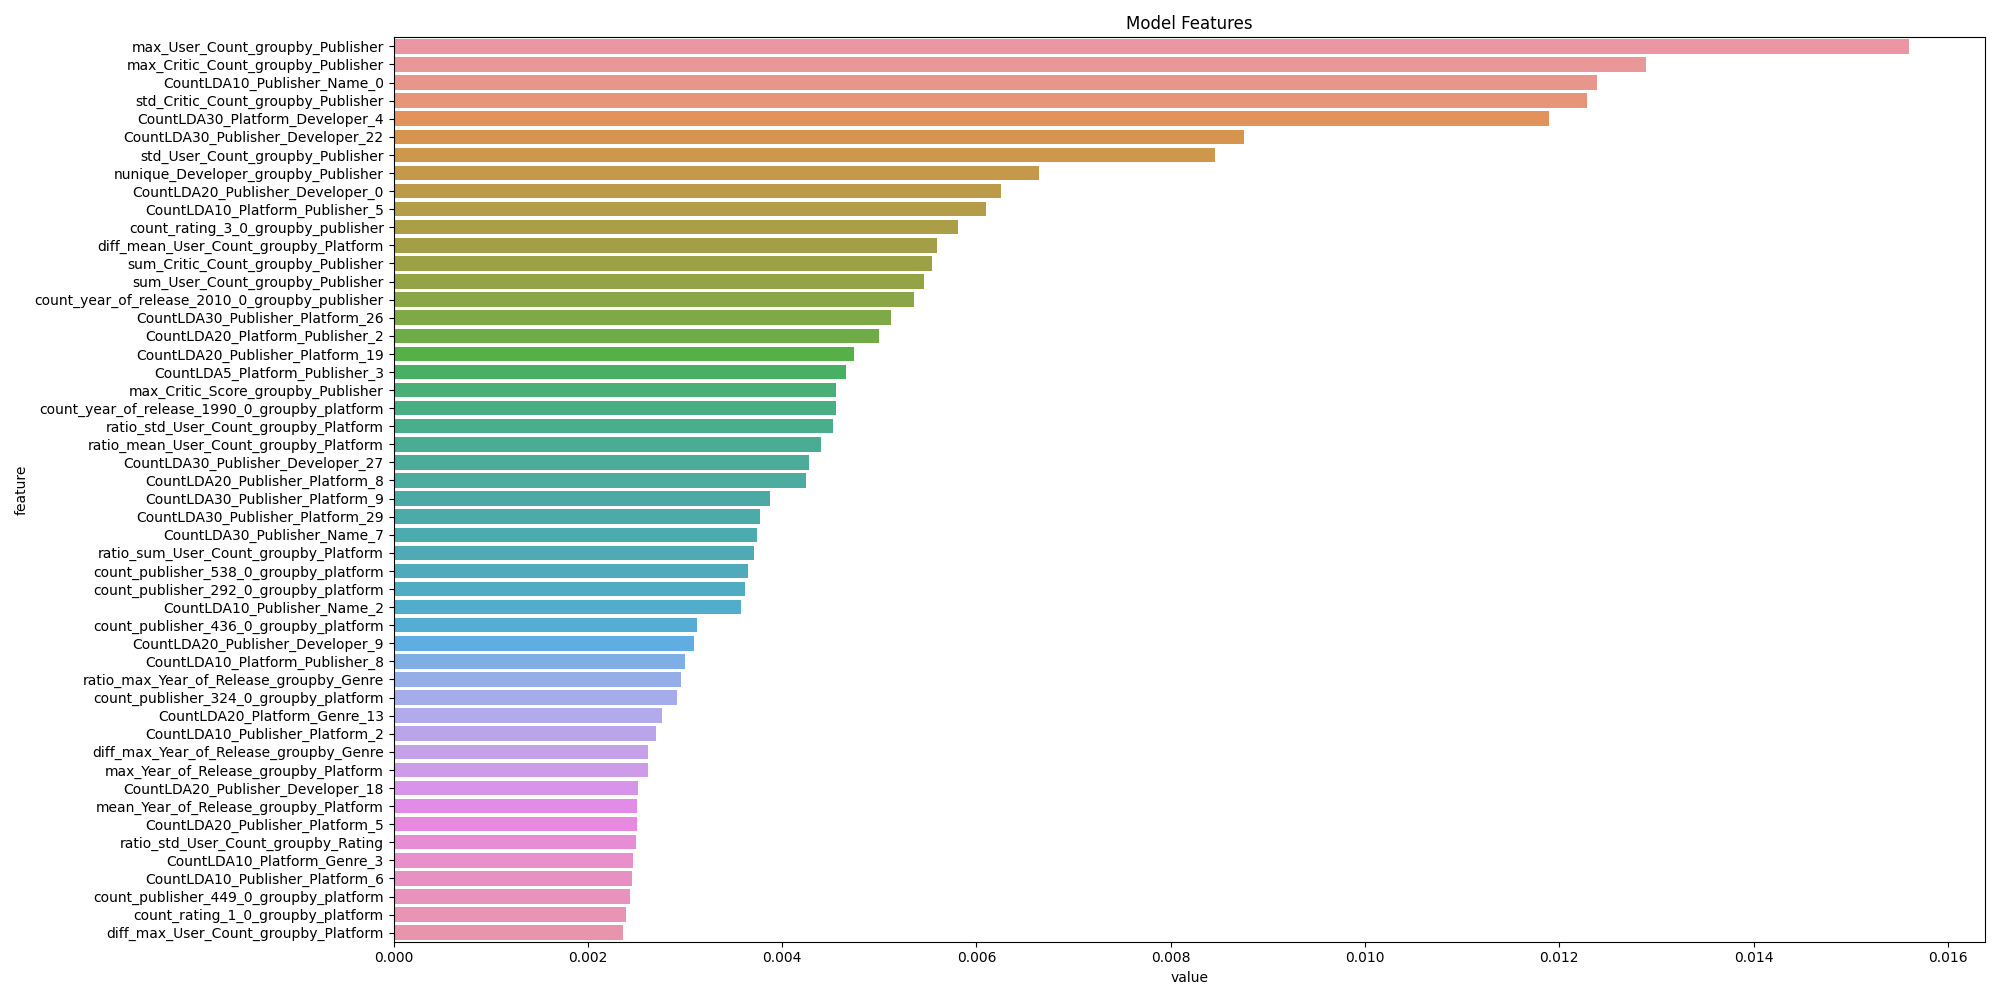 Model Features
max_User_Count_groupby_Publisher
max_Critic_Count_groupby_Publisher
CountLDA10_Publisher_Name_0
std_Critic_Count_groupby_Publisher
CountLDA30_Platform_Developer_4
CountLDA30_Publisher_Developer_22
std_User_Count_groupby_Publisher
nunique_Developer_groupby_Publisher
CountLDA20_Publisher_Developer_0
CountLDA10_Platform_Publisher_5
count_rating_3_0_groupby_publisher
diff_mean_User_Count_groupby_Platform
sum_Critic_Count_groupby_Publisher
sum_User_Count_groupby_Publisher
count_year_of_release_2010_0_groupby_publisher
CountLDA30_Publisher_Platform_26
CountLDA20_Platform_Publisher_2
CountLDA20_Publisher_Platform_19
CountLDA5_Platform_Publisher_3
max_Critic_Score_groupby_Publisher
count_year_of_release_1990_0_groupby_platform
ratio_std_User_Count_groupby_Platform
ratio_mean_User_Count_groupby_Platform
CountLDA30_Publisher_Developer_27
CountLDA20_Publisher_Platform_8
CountLDA30_Publisher_Platform_9
CountLDA30_Publisher_Platform_29
CountLDA30_Publisher_Name_7
ratio_sum_User_Count_groupby_Platform
count_publisher_538_0_groupby_platform
count_publisher_292_0_groupby_platform
CountLDA10_Publisher_Name_2
count_publisher_436_0_groupby_platform
CountLDA20_Publisher_Developer_9
CountLDA10_Platform_Publisher_8
ratio_max_Year_of_Release_groupby_Genre
count_publisher_324_0_groupby_platform
CountLDA20_Platform_Genre_13
CountLDA10_Publisher_Platform_2
diff_max_Year_of_Release_groupby_Genre
max_Year_of_Release_groupby_Platform
CountLDA20_Publisher_Developer_18
mean_Year_of_Release_groupby_Platform
CountLDA20_Publisher_Platform_5
ratio_std_User_Count_groupby_Rating
CountLDA10_Platform_Genre_3
CountLDA10_Publisher_Platform_6
count_publisher_449_0_groupby_platform
count_rating_1_0_groupby_platform
diff_max_User_Count_groupby_Platform
feature
0.000 0.002 0.004 0.006 0.008 0.010 0.012 0.014 0.016
value